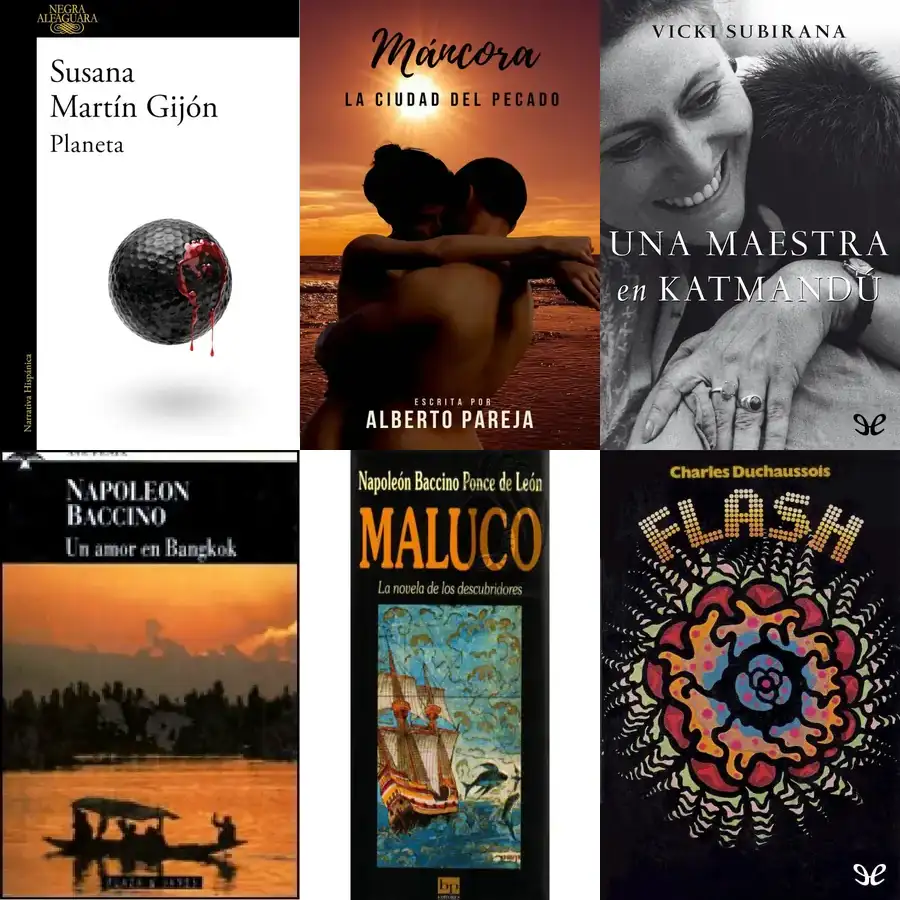 NEGRA
ALFAGUARA
Susana
Martín Gijón
Planeta
Narrativa Hispánica
Máncora
LA CIUDAD DEL PECADO
ESCRITA POR
ALBERTO PAREJA
VICKI SUBIRANA
UNA MAESTRA
en KATMANDÚ
NAPOLEON
BACCINO
Un amor en Bangkok
PLAZA & JANES
Napoleón Baccino Ponce de León
MALUCO
La novela de los descubridores
bp
Charles Duchaussois
FLASH